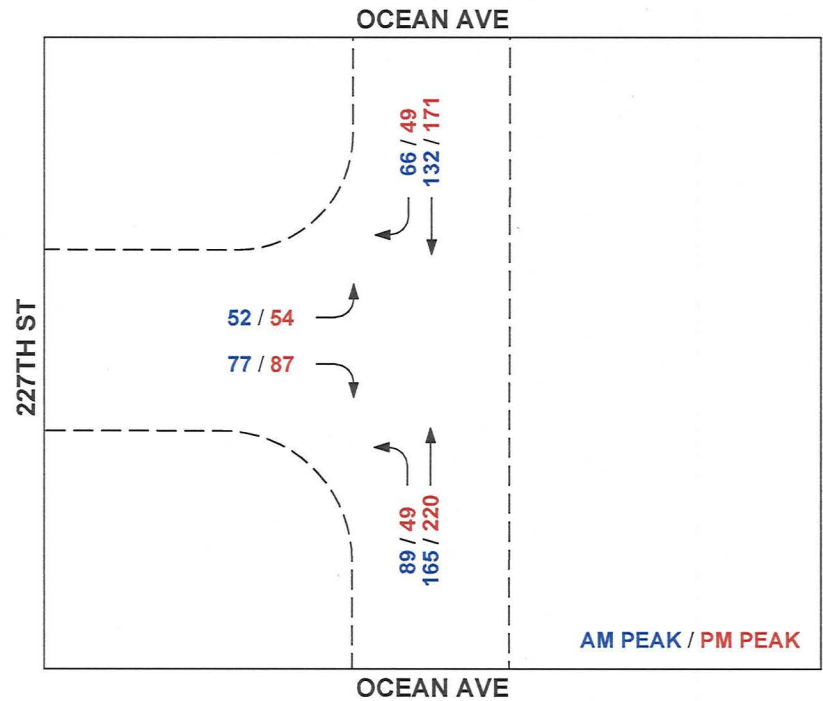 OCEAN AVE
66 / 49
132 / 171
227TH ST
52 / 54
77 / 87
89 / 49
165 / 220
AM PEAK / PM PEAK
OCEAN AVE